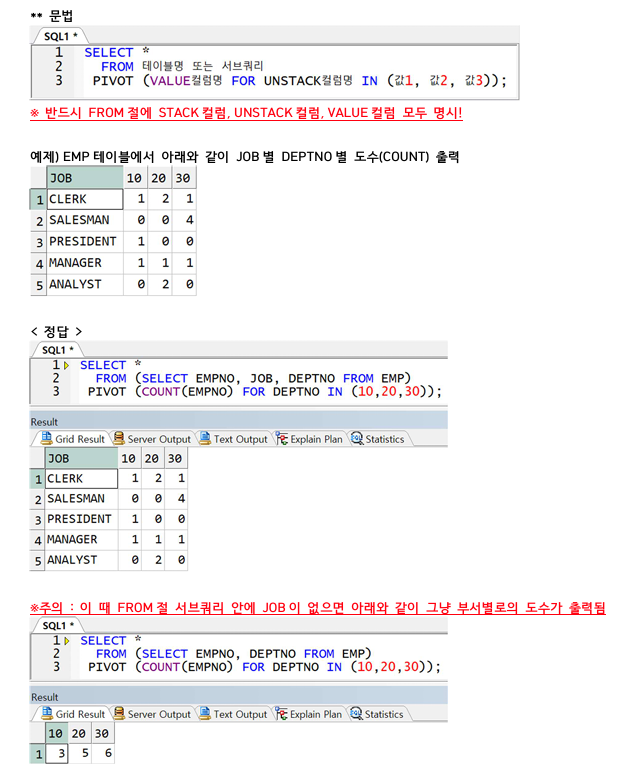 ** 문법
SQL1 *
1 SELECT *
2 FROM 테이블명 또는 서브쿼리
3 PIVOT (VALUE컬럼명 FOR UNSTACK컬럼명 IN (값1, 값2, 값3));
※ 반드시 FROM 절에 STACK 컬럼, UNSTACK 컬럼, VALUE 컬럼 모두 명시!
예제) EMP 테이블에서 아래와 같이 JOB 별 DEPTNO 별 도수(COUNT) 출력
JOB 10 20 30
1 CLERK 1 2 1
2 SALESMAN 0 0 4
3 PRESIDENT 1 0 0
4 MANAGER 1 1 1
5 ANALYST 0 2 0
< 정답 >
SQL1 *
1 SELECT *
2 FROM (SELECT EMPNO, JOB, DEPTNO FROM EMP)
3 PIVOT (COUNT(EMPNO) FOR DEPTNO IN (10,20,30));
Result
Grid Result Server Output Text Output Explain Plan Statistics
JOB 10 20 30
1 CLERK 1 2 1
2 SALESMAN 0 0 4
3 PRESIDENT 1 0 0
4 MANAGER 1 1 1
5 ANALYST 0 2 0
※주의 : 이 때 FROM 절 서브쿼리 안에 JOB 이 없으면 아래와 같이 그냥 부서별로의 도수가 출력됨
SQL1 *
1 SELECT *
2 FROM (SELECT EMPNO, DEPTNO FROM EMP)
3 PIVOT (COUNT(EMPNO) FOR DEPTNO IN (10,20,30));
Result
Grid Result Server Output Text Output Explain Plan Statistics
10 20 30
1 3 5 6